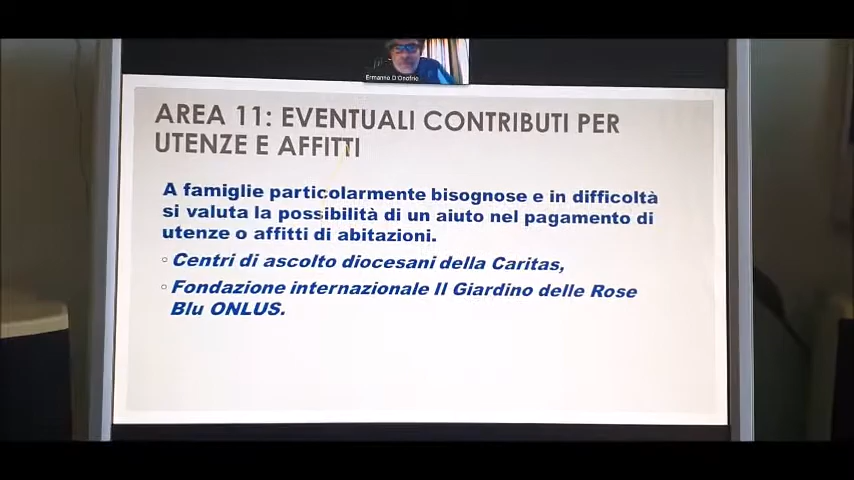 Ermanno D'Onofrio
AREA 11: EVENTUALI CONTRIBUTI PER
UTENZE E AFFITTI
A famiglie particolarmente bisognose e in difficoltà
si valuta la possibilità di un aiuto nel pagamento di
utenze o affitti di abitazioni.
Centri di ascolto diocesani della Caritas,
Fondazione internazionale Il Giardino delle Rose
Blu ONLUS.